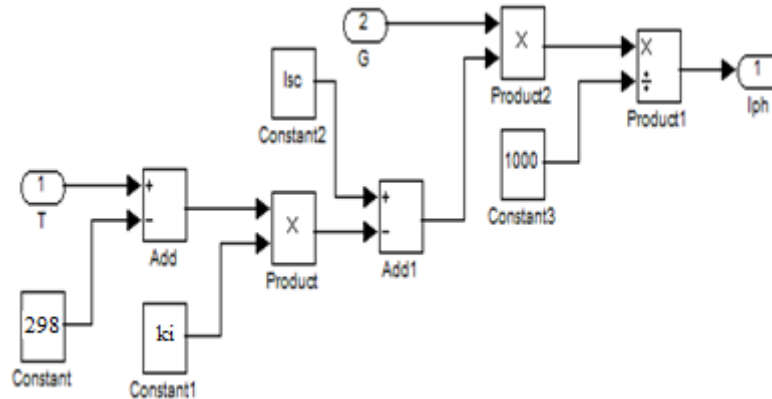 2
G
X
Product2
X
÷
Product1
1
Iph
Isc
Constant2
1000
Constant3
1
T
+
−
Add
X
Product
+
−
Add1
298
Constant
ki
Constant1